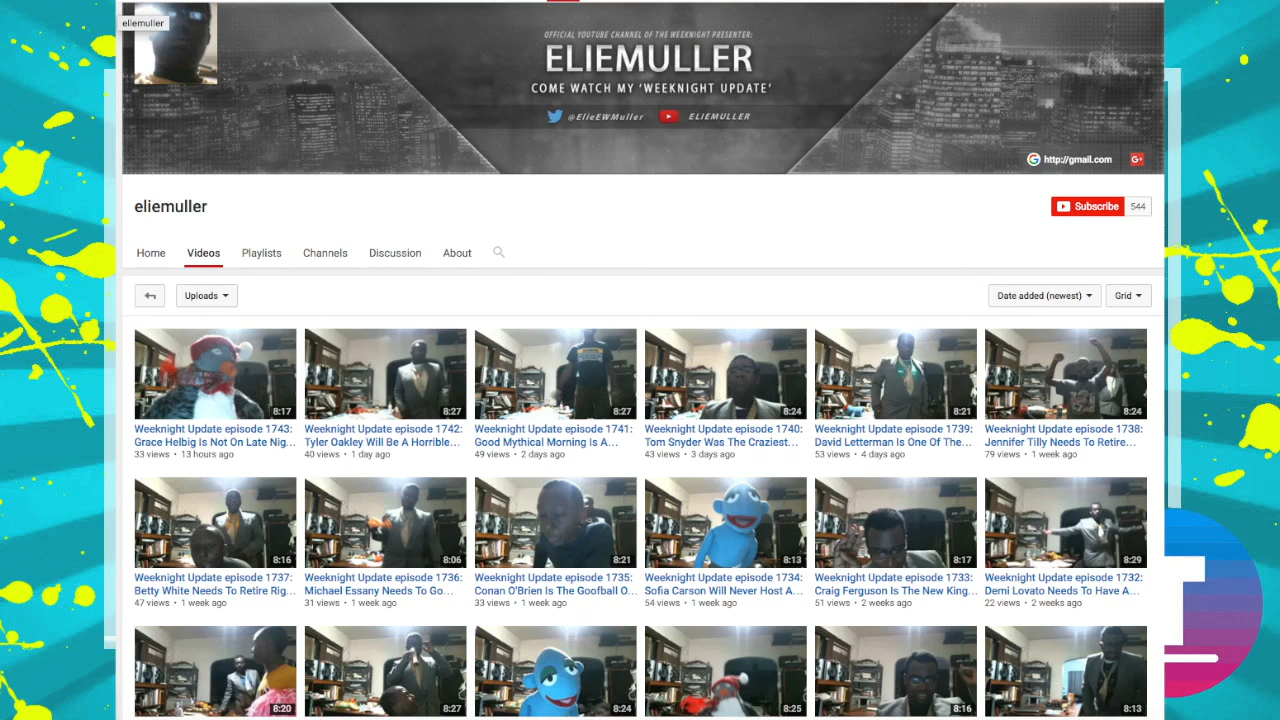 eliemuller
OFFICIAL YOUTUBE CHANNEL OF THE WEEKNIGHT PRESENTER:
ELIEMULLER
COME WATCH MY 'WEEKNIGHT UPDATE'
@ElieEWMuller ELIEMULLER
http://gmail.com G+
eliemuller
Subscribe 544
Home Videos Playlists Channels Discussion About
Uploads Date added (newest) Grid
8:17 8:27 8:27 8:24 8:21 8:24
Weeknight Update episode 1743: Weeknight Update episode 1742: Weeknight Update episode 1741: Weeknight Update episode 1740: Weeknight Update episode 1739: Weeknight Update episode 1738:
Grace Helbig Is Not On Late Nig... Tyler Oakley Will Be A Horrible... Good Mythical Morning Is A... Tom Snyder Was The Craziest... David Letterman Is One Of The... Jennifer Tilly Needs To Retire...
33 views • 13 hours ago 40 views • 1 day ago 49 views • 2 days ago 43 views • 3 days ago 53 views • 4 days ago 79 views • 1 week ago
8:16 8:06 8:21 8:13 8:17 8:29
Weeknight Update episode 1737: Weeknight Update episode 1736: Weeknight Update episode 1735: Weeknight Update episode 1734: Weeknight Update episode 1733: Weeknight Update episode 1732:
Betty White Needs To Retire Rig... Michael Essany Needs To Go... Conan O'Brien Is The Goofball O... Sofia Carson Will Never Host A... Craig Ferguson Is The New King... Demi Lovato Needs To Have A...
47 views • 1 week ago 31 views • 1 week ago 33 views • 1 week ago 54 views • 1 week ago 51 views • 2 weeks ago 22 views • 2 weeks ago
8:20 8:27 8:24 8:25 8:16 8:13